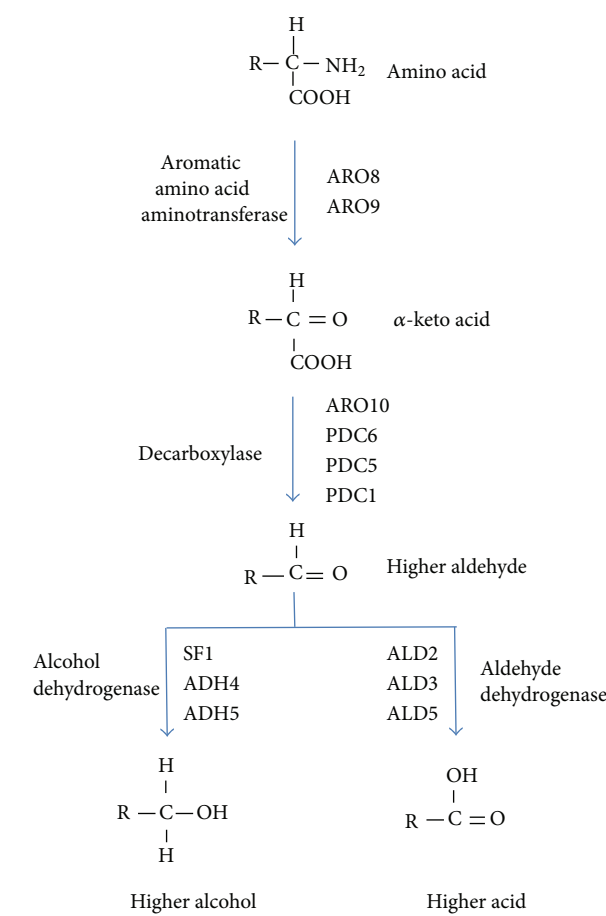 H
R— C — NH₂ Amino acid
COOH
Aromatic
amino acid
aminotransferase
ARO8
ARO9
H
R — C = O α-keto acid
COOH
Decarboxylase
ARO10
PDC6
PDC5
PDC1
H
R — C = O Higher aldehyde
Alcohol
dehydrogenase
SF1
ADH4
ADH5
ALD2
ALD3
ALD5
Aldehyde
dehydrogenase
H
R — C — OH
H
Higher alcohol
OH
R — C = O
Higher acid